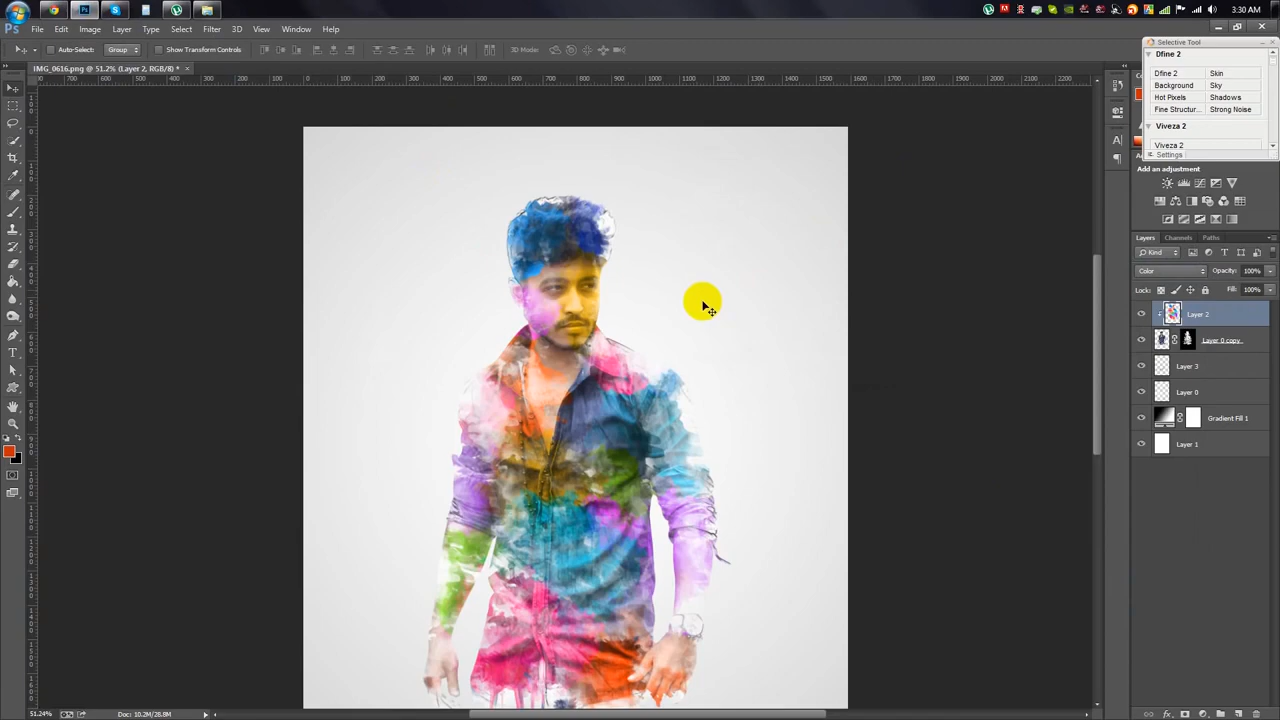 3:30 AM
Ps File Edit Image Layer Type Select Filter 3D View Window Help
Auto-Select: Group Show Transform Controls 3D Mode:
Selective Tool
IMG_0616.png @ 51.2% (Layer 2, RGB/8) *
Dfine 2
Dfine 2 Skin
Background Sky
Hot Pixels Shadows
Fine Structur... Strong Noise
Viveza 2
Viveza 2
Settings
Add an adjustment
Layers Channels Paths
Kind
Color Opacity: 100%
Lock: Fill: 100%
Layer 2
Layer 0 copy
Layer 3
Layer 0
Gradient Fill 1
Layer 1
51.24% Doc: 10.2M/28.8M